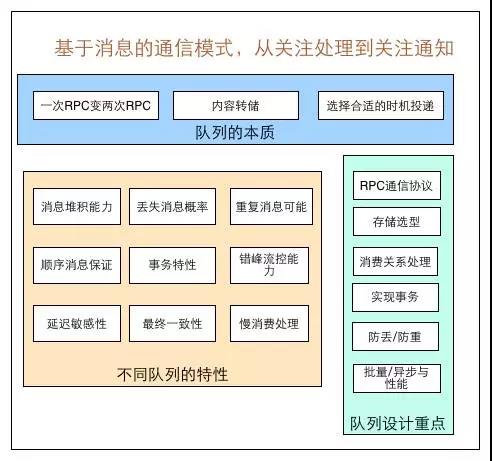 基于消息的通信模式，从关注处理到关注通知
一次RPC变两次RPC
内容转储
选择合适的时机投递
队列的本质
消息堆积能力
丢失消息概率
重复消息可能
顺序消息保证
事务特性
错峰流控能
力
延迟敏感性
最终一致性
慢消费处理
不同队列的特性
RPC通信协议
存储选型
消费关系处理
实现事务
防丢/防重
批量/异步与
性能
队列设计重点